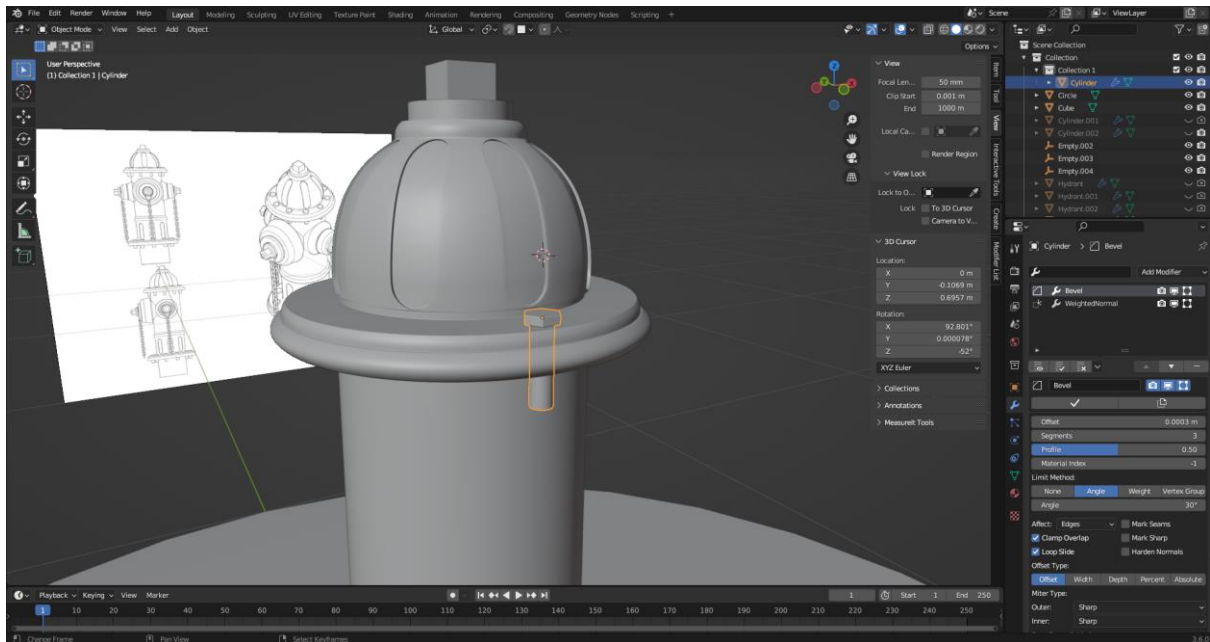 File Edit Render Window Help Layout Modeling Sculpting UV Editing Texture Paint Shading Animation Rendering Compositing Geometry Nodes Scripting + Scene ViewLayer
Object Mode View Select Add Object Global
Options
User Perspective
(1) Collection 1 | Cylinder
View
Focal Len... 50 mm
Clip Start 0.001 m
End 1000 m
Local Ca...
Render Region
View Lock
Lock to O...
Lock To 3D Cursor
Camera to V...
3D Cursor
Location:
X 0 m
Y -0.1069 m
Z 0.6957 m
Rotation:
X 92.801°
Y 0.000078°
Z -52°
XYZ Euler
Collections
Annotations
MeasureIt Tools
Item
Tool
View
Interactive Tools
Create
Modifier List
Scene Collection
Collection
Collection 1
Cylinder
Circle
Cube
Cylinder.001
Cylinder.002
Empty.002
Empty.003
Empty.004
Hydrant
Hydrant.001
Hydrant.002
Cylinder > Bevel
Add Modifier
Bevel
WeightedNormal
Bevel
Offset 0.0003 m
Segments 3
Profile 0.50
Material Index -1
Limit Method:
None Angle Weight Vertex Group
Angle 30°
Affect: Edges Mark Seams
Clamp Overlap Mark Sharp
Loop Slide Harden Normals
Offset Type:
Offset Width Depth Percent Absolute
Miter Type:
Outer: Sharp
Inner: Sharp
Playback Keying View Marker 1 Start 1 End 250
1 10 20 30 40 50 60 70 80 90 100 110 120 130 140 150 160 170 180 190 200 210 220 230 240 250
Change Frame Pan View Select Keyframes 3.6.0